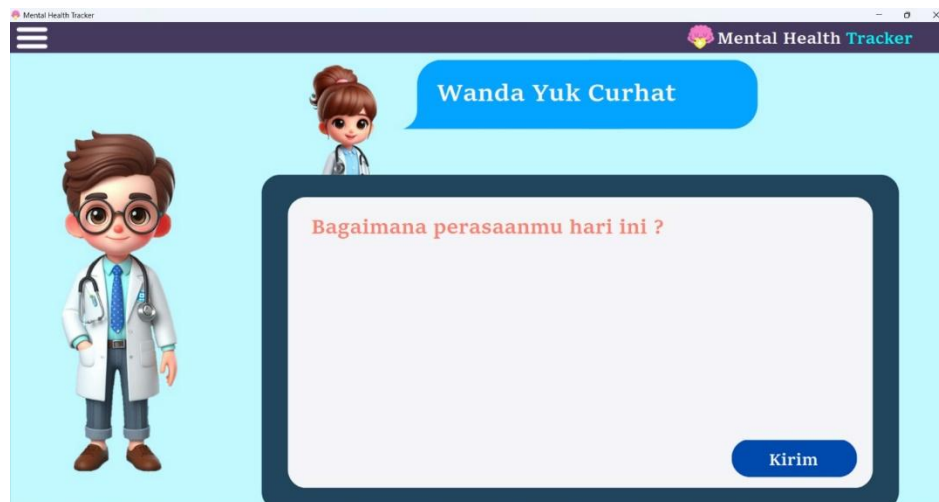 Mental Health Tracker
Mental Health Tracker
Wanda Yuk Curhat
Bagaimana perasaanmu hari ini ?
Kirim